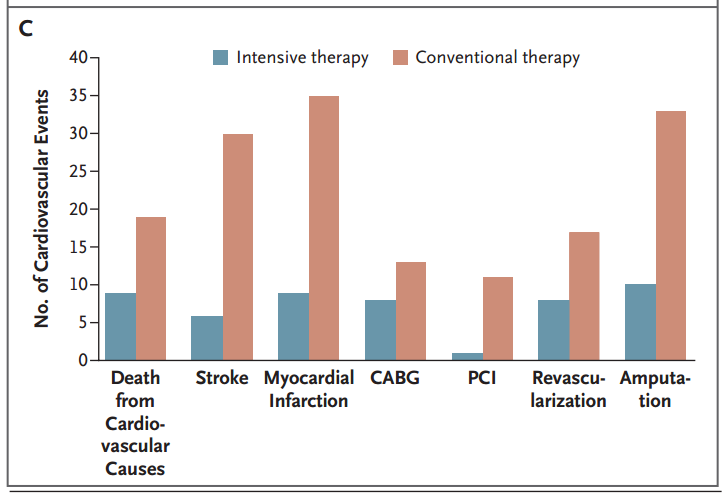 C
Intensive therapy Conventional therapy
No. of Cardiovascular Events
40
35
30
25
20
15
10
5
0
Death from Cardio-vascular Causes
Stroke
Myocardial Infarction
CABG
PCI
Revascu-larization
Amputa-tion